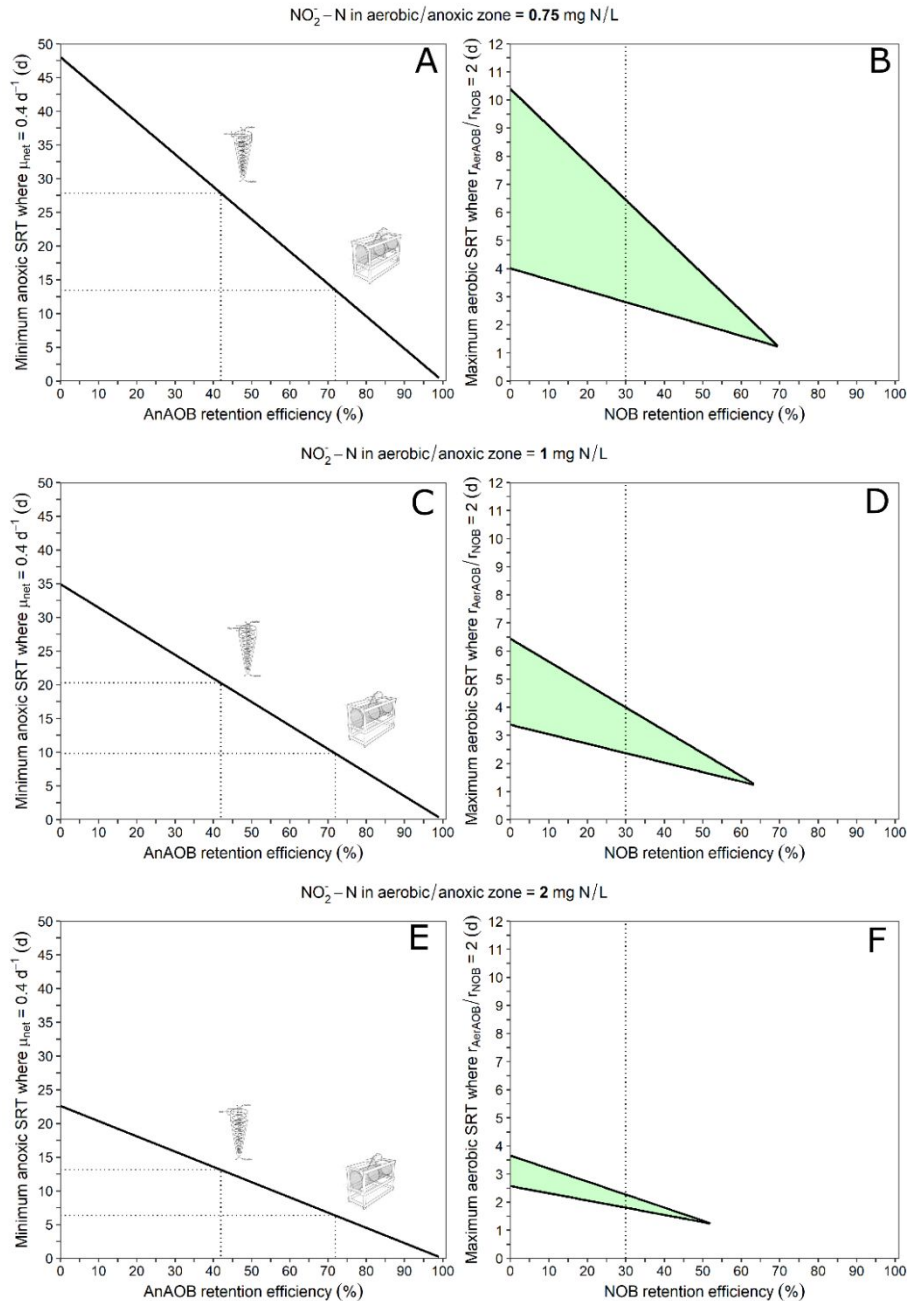 NO₂⁻ – N in aerobic/anoxic zone = 0.75 mg N/L
A
Minimum anoxic SRT where μnet = 0.4 d⁻¹ (d)
50
45
40
35
30
25
20
15
10
5
0
0 10 20 30 40 50 60 70 80 90 100
AnAOB retention efficiency (%)
B
Maximum aerobic SRT where rAerAOB/rNOB = 2 (d)
12
11
10
9
8
7
6
5
4
3
2
1
0
0 10 20 30 40 50 60 70 80 90 100
NOB retention efficiency (%)
NO₂⁻ – N in aerobic/anoxic zone = 1 mg N/L
C
Minimum anoxic SRT where μnet = 0.4 d⁻¹ (d)
50
45
40
35
30
25
20
15
10
5
0
0 10 20 30 40 50 60 70 80 90 100
AnAOB retention efficiency (%)
D
Maximum aerobic SRT where rAerAOB/rNOB = 2 (d)
12
11
10
9
8
7
6
5
4
3
2
1
0
0 10 20 30 40 50 60 70 80 90 100
NOB retention efficiency (%)
NO₂⁻ – N in aerobic/anoxic zone = 2 mg N/L
E
Minimum anoxic SRT where μnet = 0.4 d⁻¹ (d)
50
45
40
35
30
25
20
15
10
5
0
0 10 20 30 40 50 60 70 80 90 100
AnAOB retention efficiency (%)
F
Maximum aerobic SRT where rAerAOB/rNOB = 2 (d)
12
11
10
9
8
7
6
5
4
3
2
1
0
0 10 20 30 40 50 60 70 80 90 100
NOB retention efficiency (%)